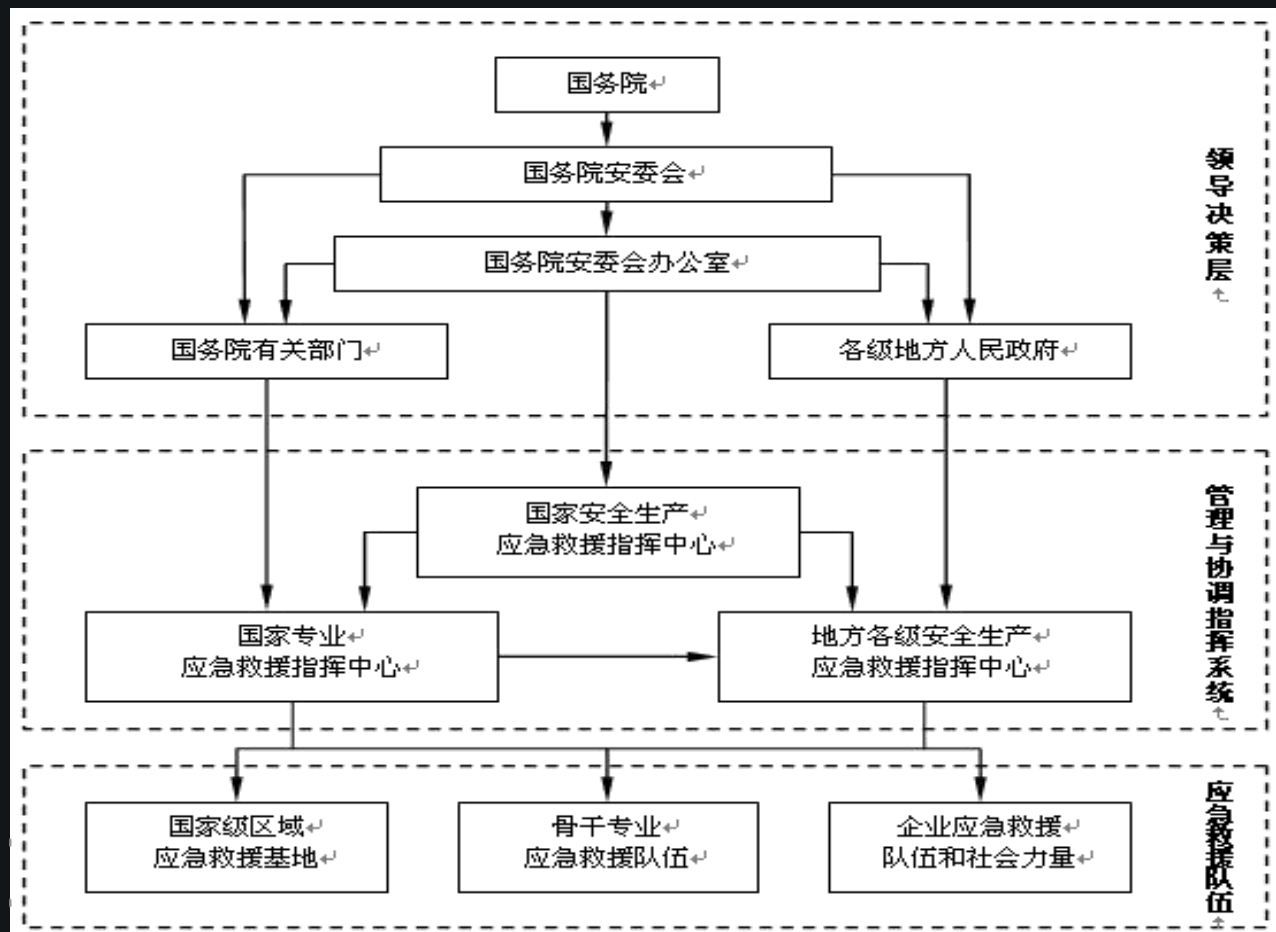 国务院
国务院安委会
国务院安委会办公室
国务院有关部门
各级地方人民政府
领导决策层
国家安全生产
应急救援指挥中心
国家专业
应急救援指挥中心
地方各级安全生产
应急救援指挥中心
管理与协调指挥系统
国家级区域
应急救援基地
骨干专业
应急救援队伍
企业应急救援
队伍和社会力量
应急救援队伍